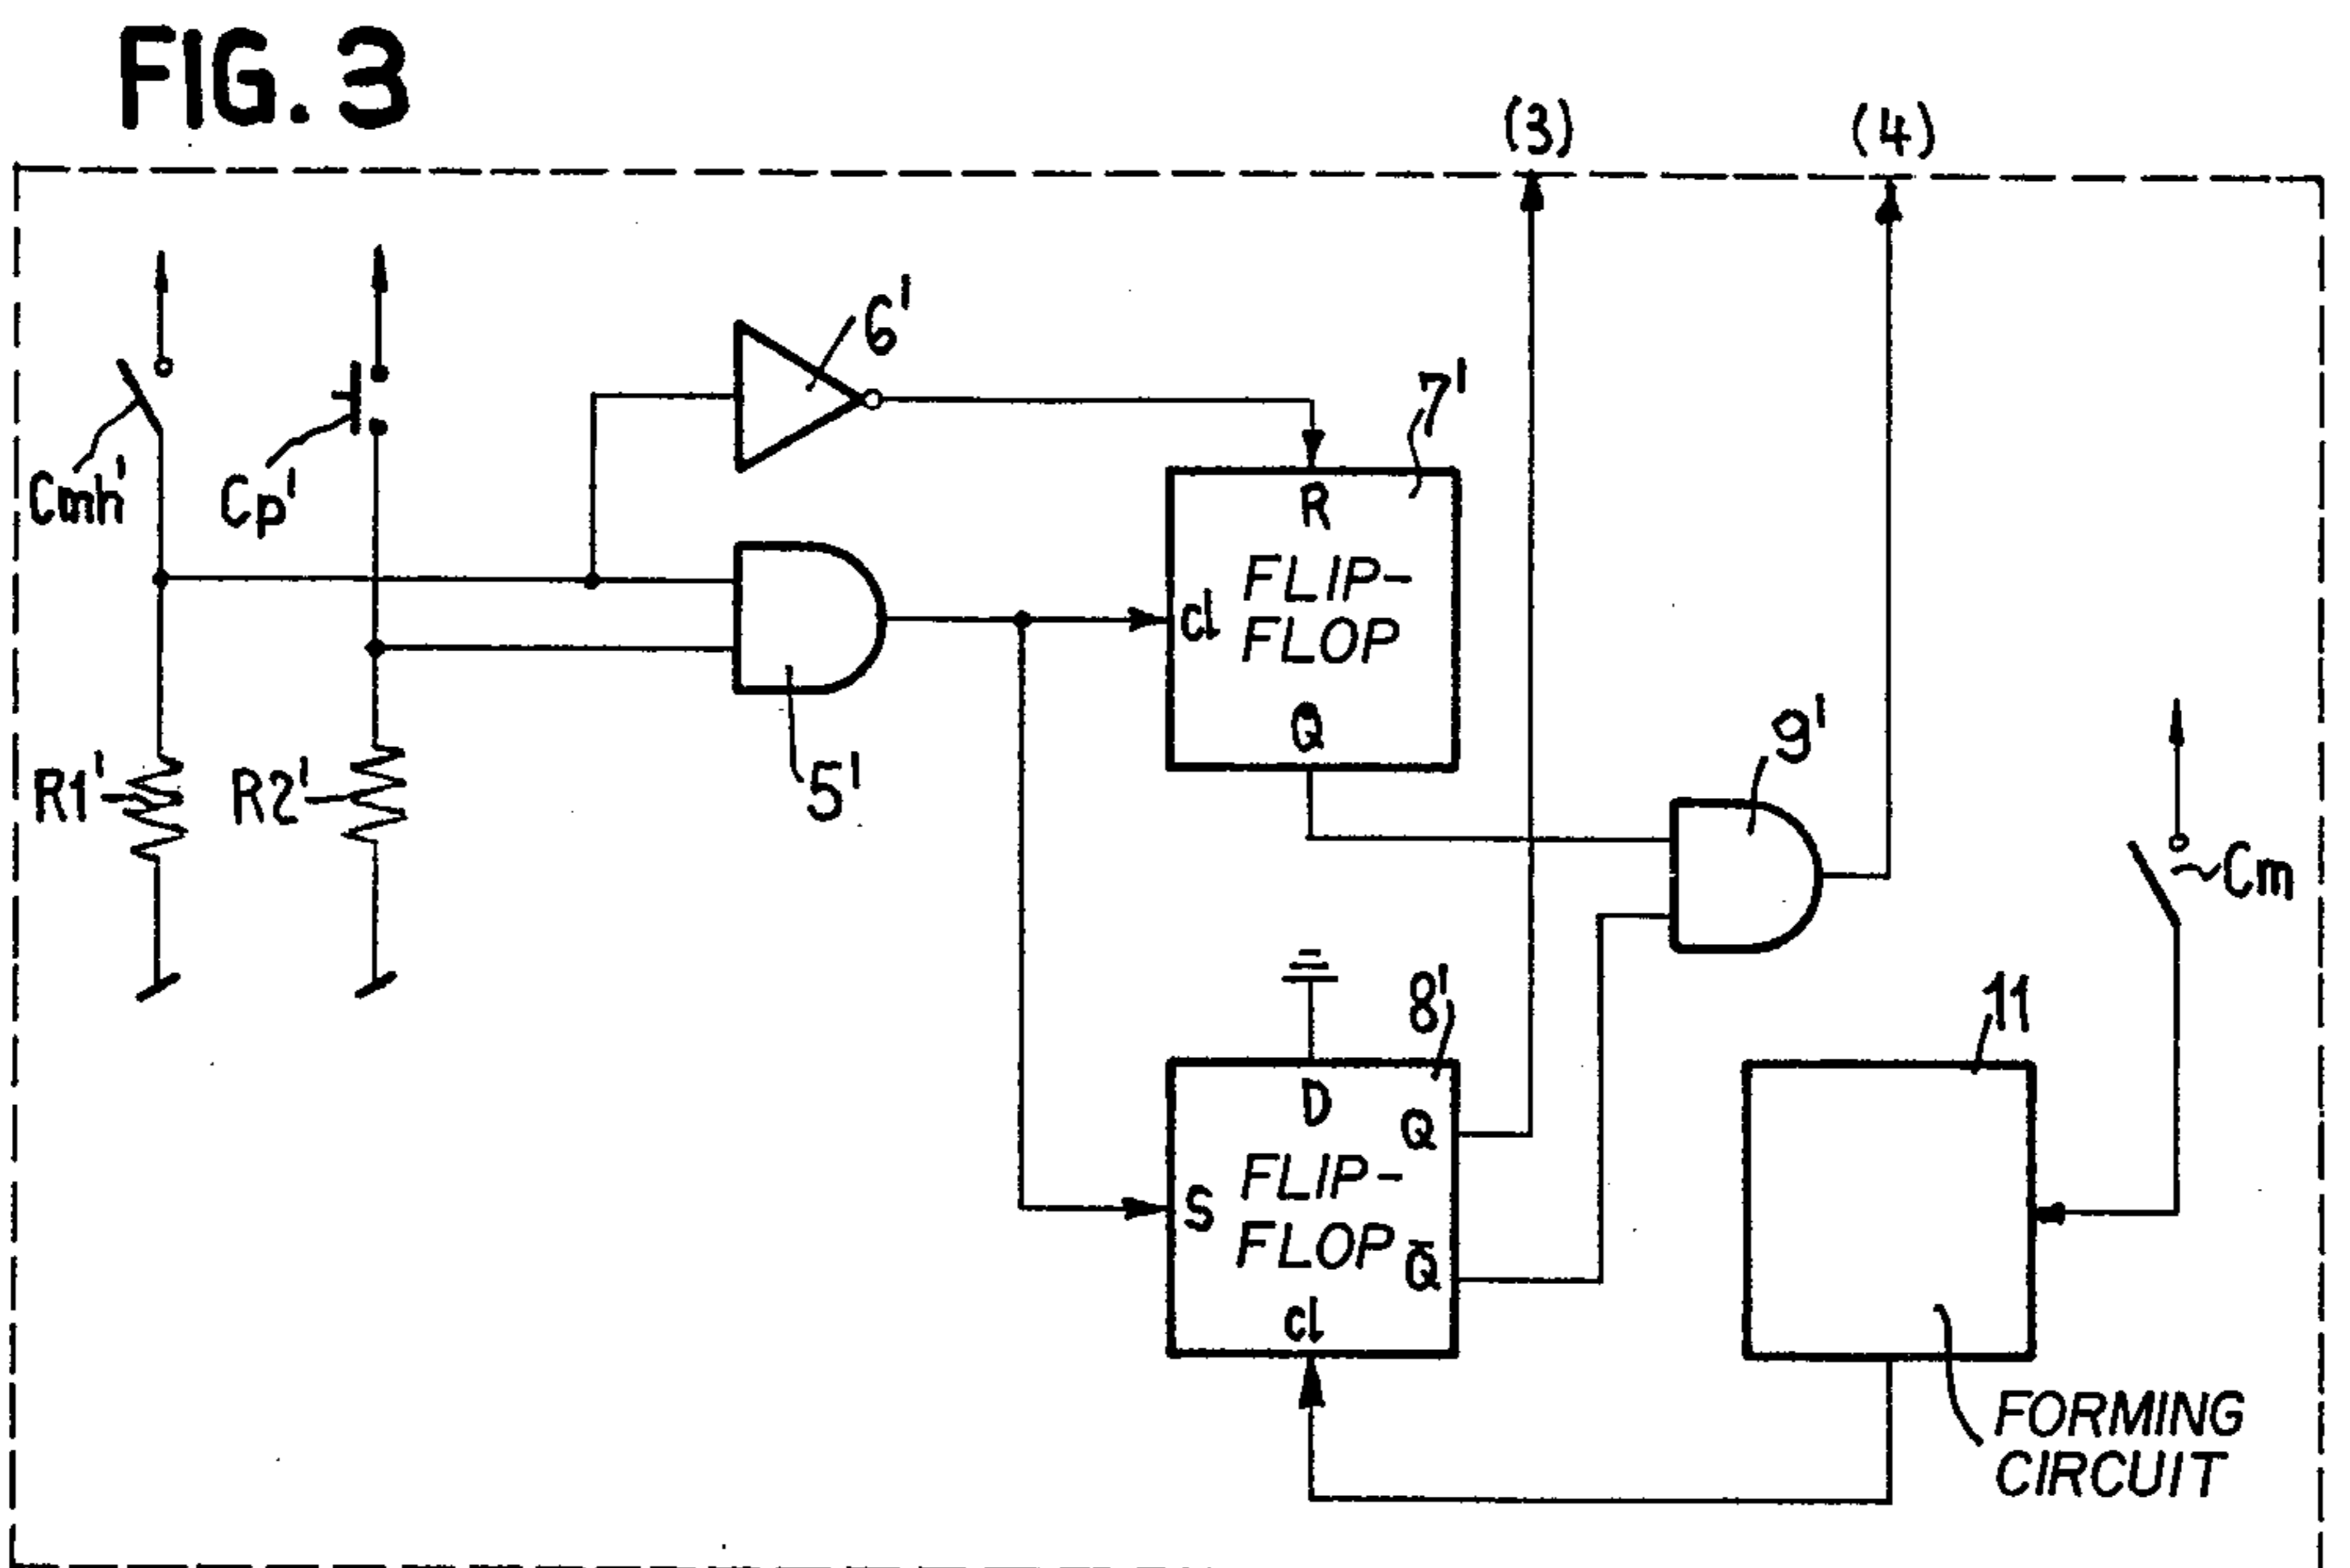 FIG. 3
(3)
(4)
6'
7'
Cmh'
Cp'
R
cl
FLIP-
FLOP
Q
R1'
R2'
5'
9'
Cm
8'
11
D
Q
S
FLIP-
FLOP
Q̄
cl
FORMING
CIRCUIT